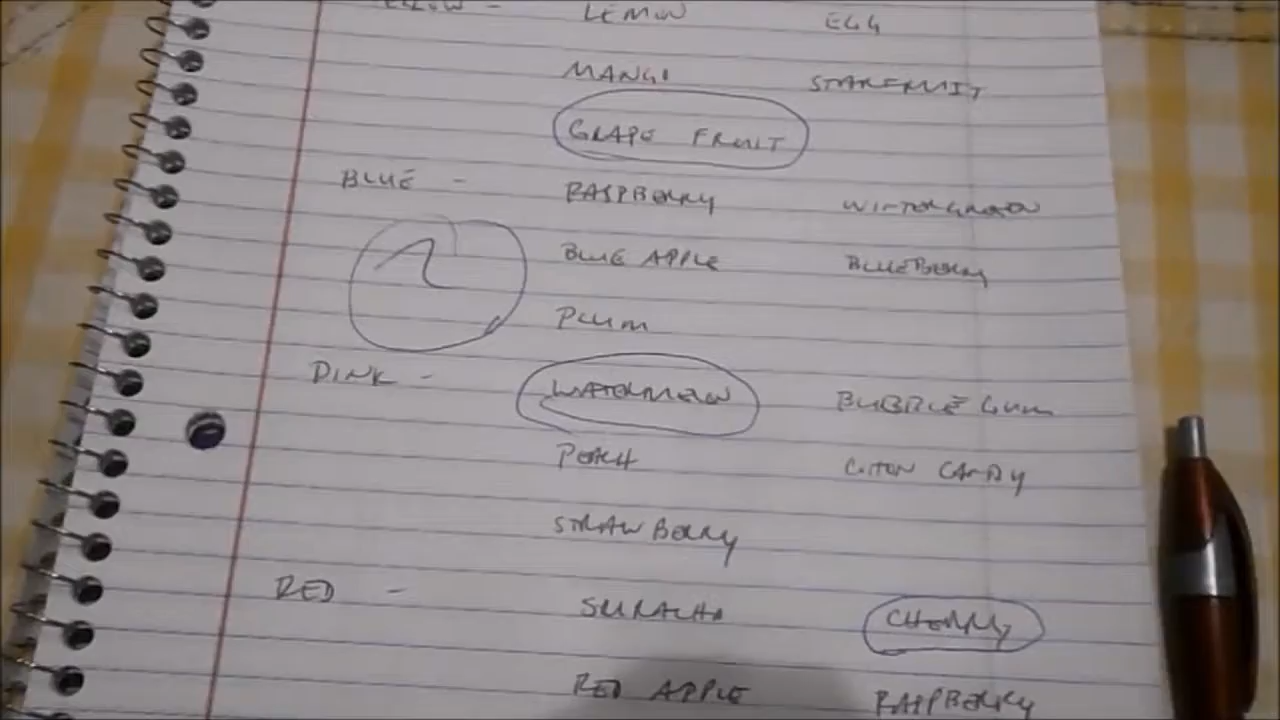 LEMON EGG
MANGO STARFRUIT
GRAPE FRUIT
BLUE - RASPBERRY WINTERGREEN
BLUE APPLE BLUEBERRY
PLUM
PINK - WATERMELON BUBBLE GUM
PEACH COTTON CANDY
STRAWBERRY
RED - SRIRACHA CHERRY
RED APPLE RASPBERRY